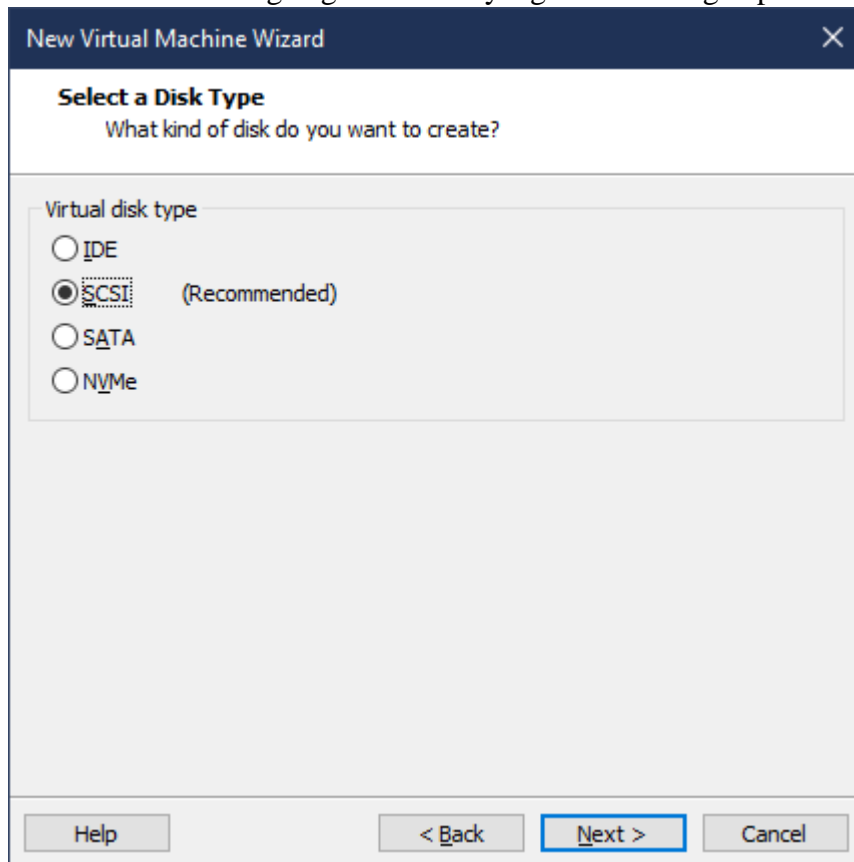 New Virtual Machine Wizard
Select a Disk Type
What kind of disk do you want to create?
Virtual disk type
IDE
SCSI (Recommended)
SATA
NVMe
Help < Back Next > Cancel